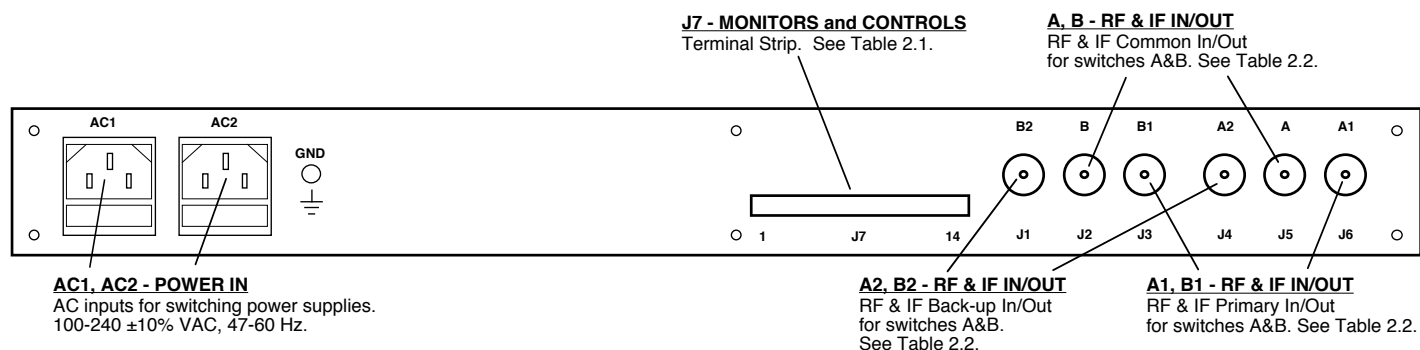 J7 - MONITORS and CONTROLS
Terminal Strip. See Table 2.1.
A, B - RF & IF IN/OUT
RF & IF Common In/Out
for switches A&B. See Table 2.2.
AC1
AC2
GND
B2
B
B1
A2
A
A1
1
J7
14
J1
J2
J3
J4
J5
J6
AC1, AC2 - POWER IN
AC inputs for switching power supplies.
100-240 ±10% VAC, 47-60 Hz.
A2, B2 - RF & IF IN/OUT
RF & IF Back-up In/Out
for switches A&B.
See Table 2.2.
A1, B1 - RF & IF IN/OUT
RF & IF Primary In/Out
for switches A&B. See Table 2.2.